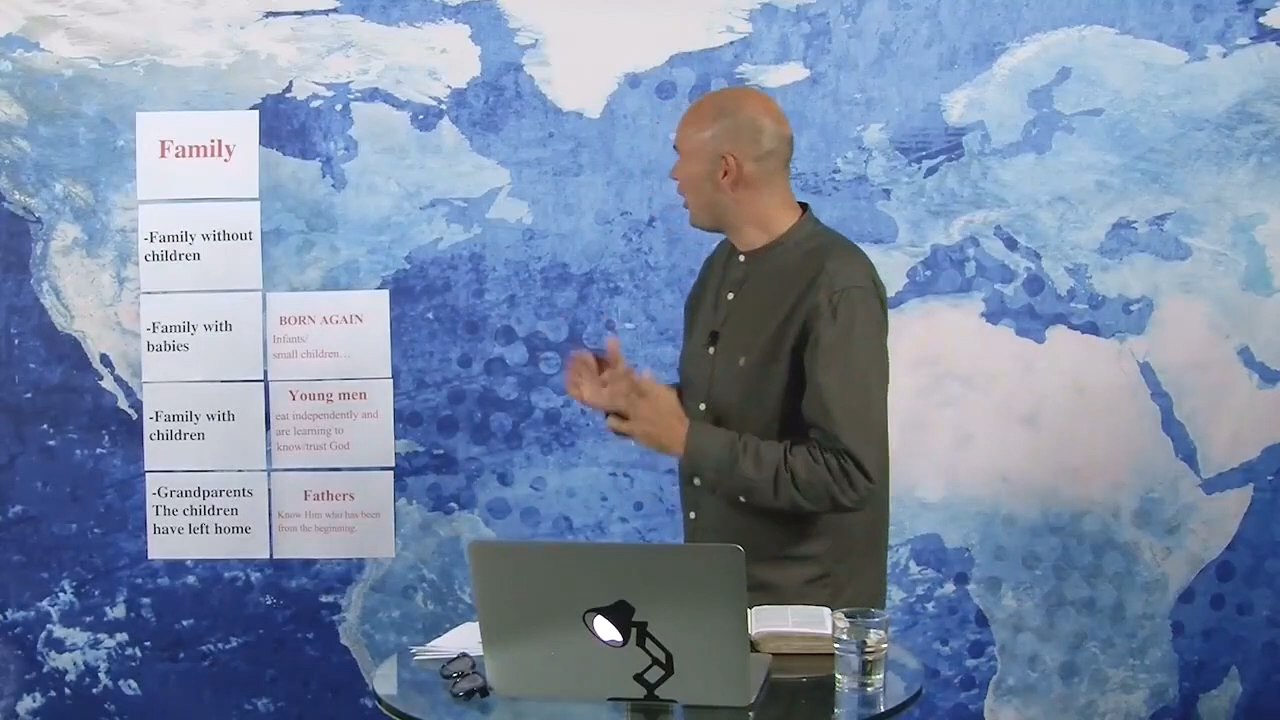 Family
-Family without
children
-Family with
babies
BORN AGAIN
Infants/
small children…
-Family with
children
Young men
eat independently and
are learning to
know/trust God
-Grandparents
The children
have left home
Fathers
Know Him who has been
from the beginning.